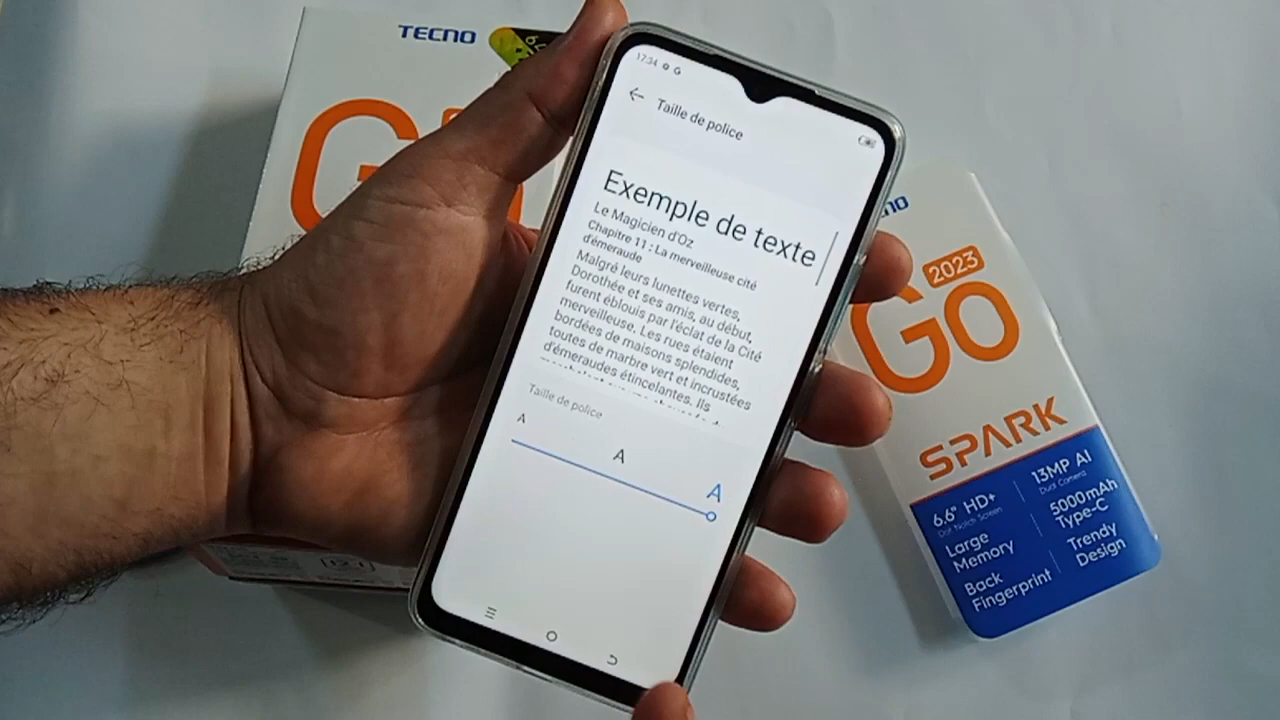 TECNO
G
17:34
Taille de police
Exemple de texte
Le Magicien d'Oz
Chapitre 11 : La merveilleuse cité
d'émeraude
Malgré leurs lunettes vertes,
Dorothée et ses amis, au début,
furent éblouis par l'éclat de la Cité
merveilleuse. Les rues étaient
bordées de maisons splendides,
toutes de marbre vert et incrustées
d'émeraudes étincelantes. Ils
Taille de police
A
A
A
no
2023
Go
SPARK
6.6" HD+
Dot Notch Screen
Large
Memory
Back
Fingerprint
13MP AI
Dual Camera
5000mAh
Type-C
Trendy
Design